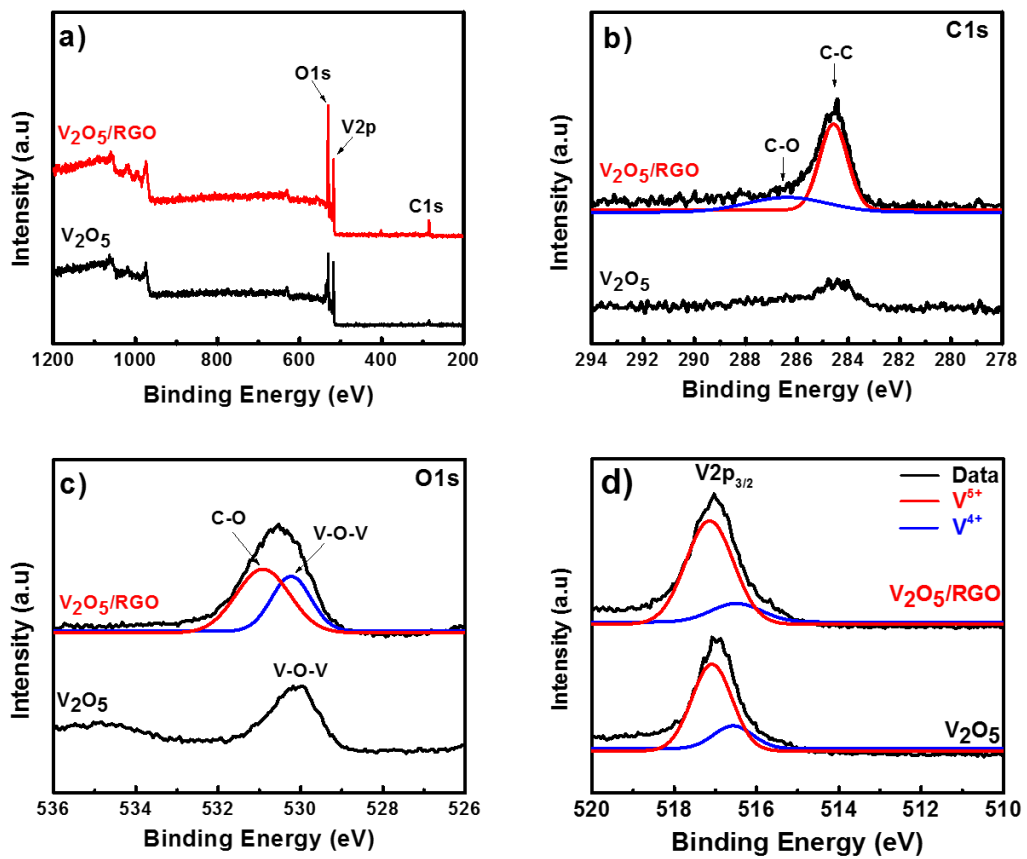 a)
O1s
V2p
V₂O₅/RGO
C1s
V₂O₅
Intensity (a.u)
1200 1000 800 600 400 200
Binding Energy (eV)
b)
C1s
C-C
C-O
V₂O₅/RGO
V₂O₅
Intensity (a.u)
294 292 290 288 286 284 282 280 278
Binding Energy (eV)
c)
O1s
C-O
V-O-V
V₂O₅/RGO
V-O-V
V₂O₅
Intensity (a.u)
536 534 532 530 528 526
Binding Energy (eV)
d)
V2p₃/₂
Data
V⁵⁺
V⁴⁺
V₂O₅/RGO
V₂O₅
Intensity (a.u)
520 518 516 514 512 510
Binding Energy (eV)